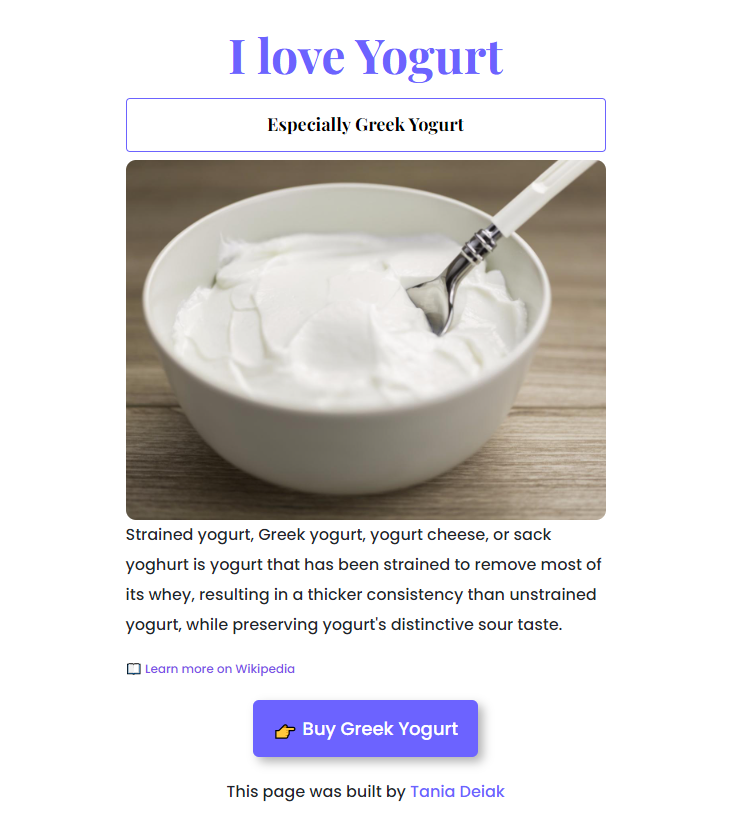 I love Yogurt
Especially Greek Yogurt
Strained yogurt, Greek yogurt, yogurt cheese, or sack
yoghurt is yogurt that has been strained to remove most of
its whey, resulting in a thicker consistency than unstrained
yogurt, while preserving yogurt's distinctive sour taste.
📖 Learn more on Wikipedia
👉 Buy Greek Yogurt
This page was built by Tania Deiak